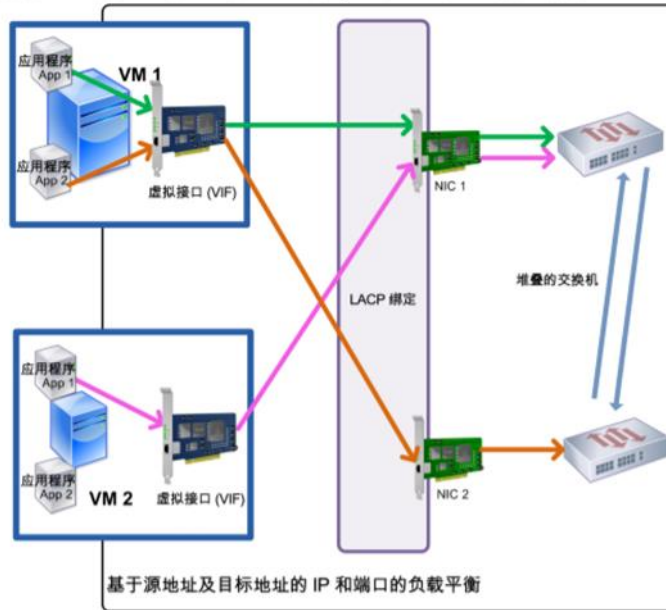 应用程序
App 1
VM 1
应用程序
App 2
虚拟接口 (VIF)
NIC 1
堆叠的交换机
LACP 绑定
应用程序
App 1
应用程序
App 2
VM 2
虚拟接口 (VIF)
NIC 2
基于源地址及目标地址的 IP 和端口的负载平衡